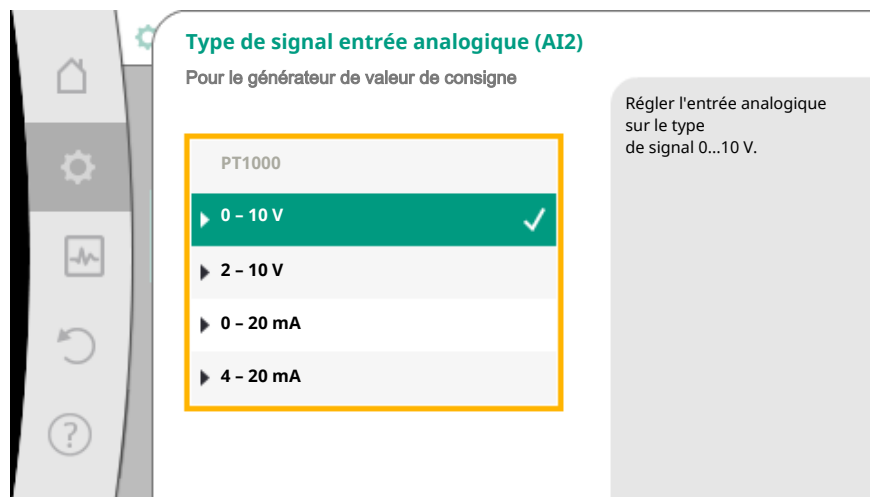 Type de signal entrée analogique (AI2)
Pour le générateur de valeur de consigne
PT1000
0 – 10 V
2 – 10 V
0 – 20 mA
4 – 20 mA
Régler l'entrée analogique
sur le type
de signal 0...10 V.
?